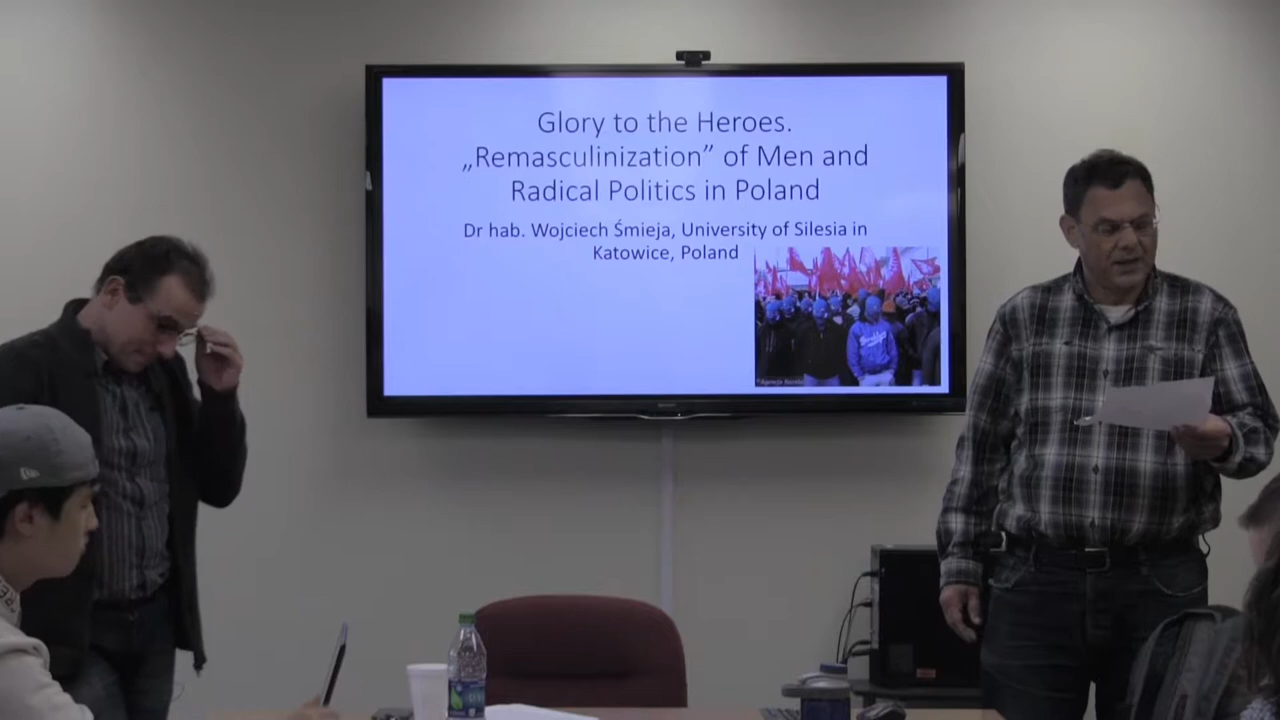 Glory to the Heroes.
„Remasculinization” of Men and
Radical Politics in Poland
Dr hab. Wojciech Śmieja, University of Silesia in
Katowice, Poland